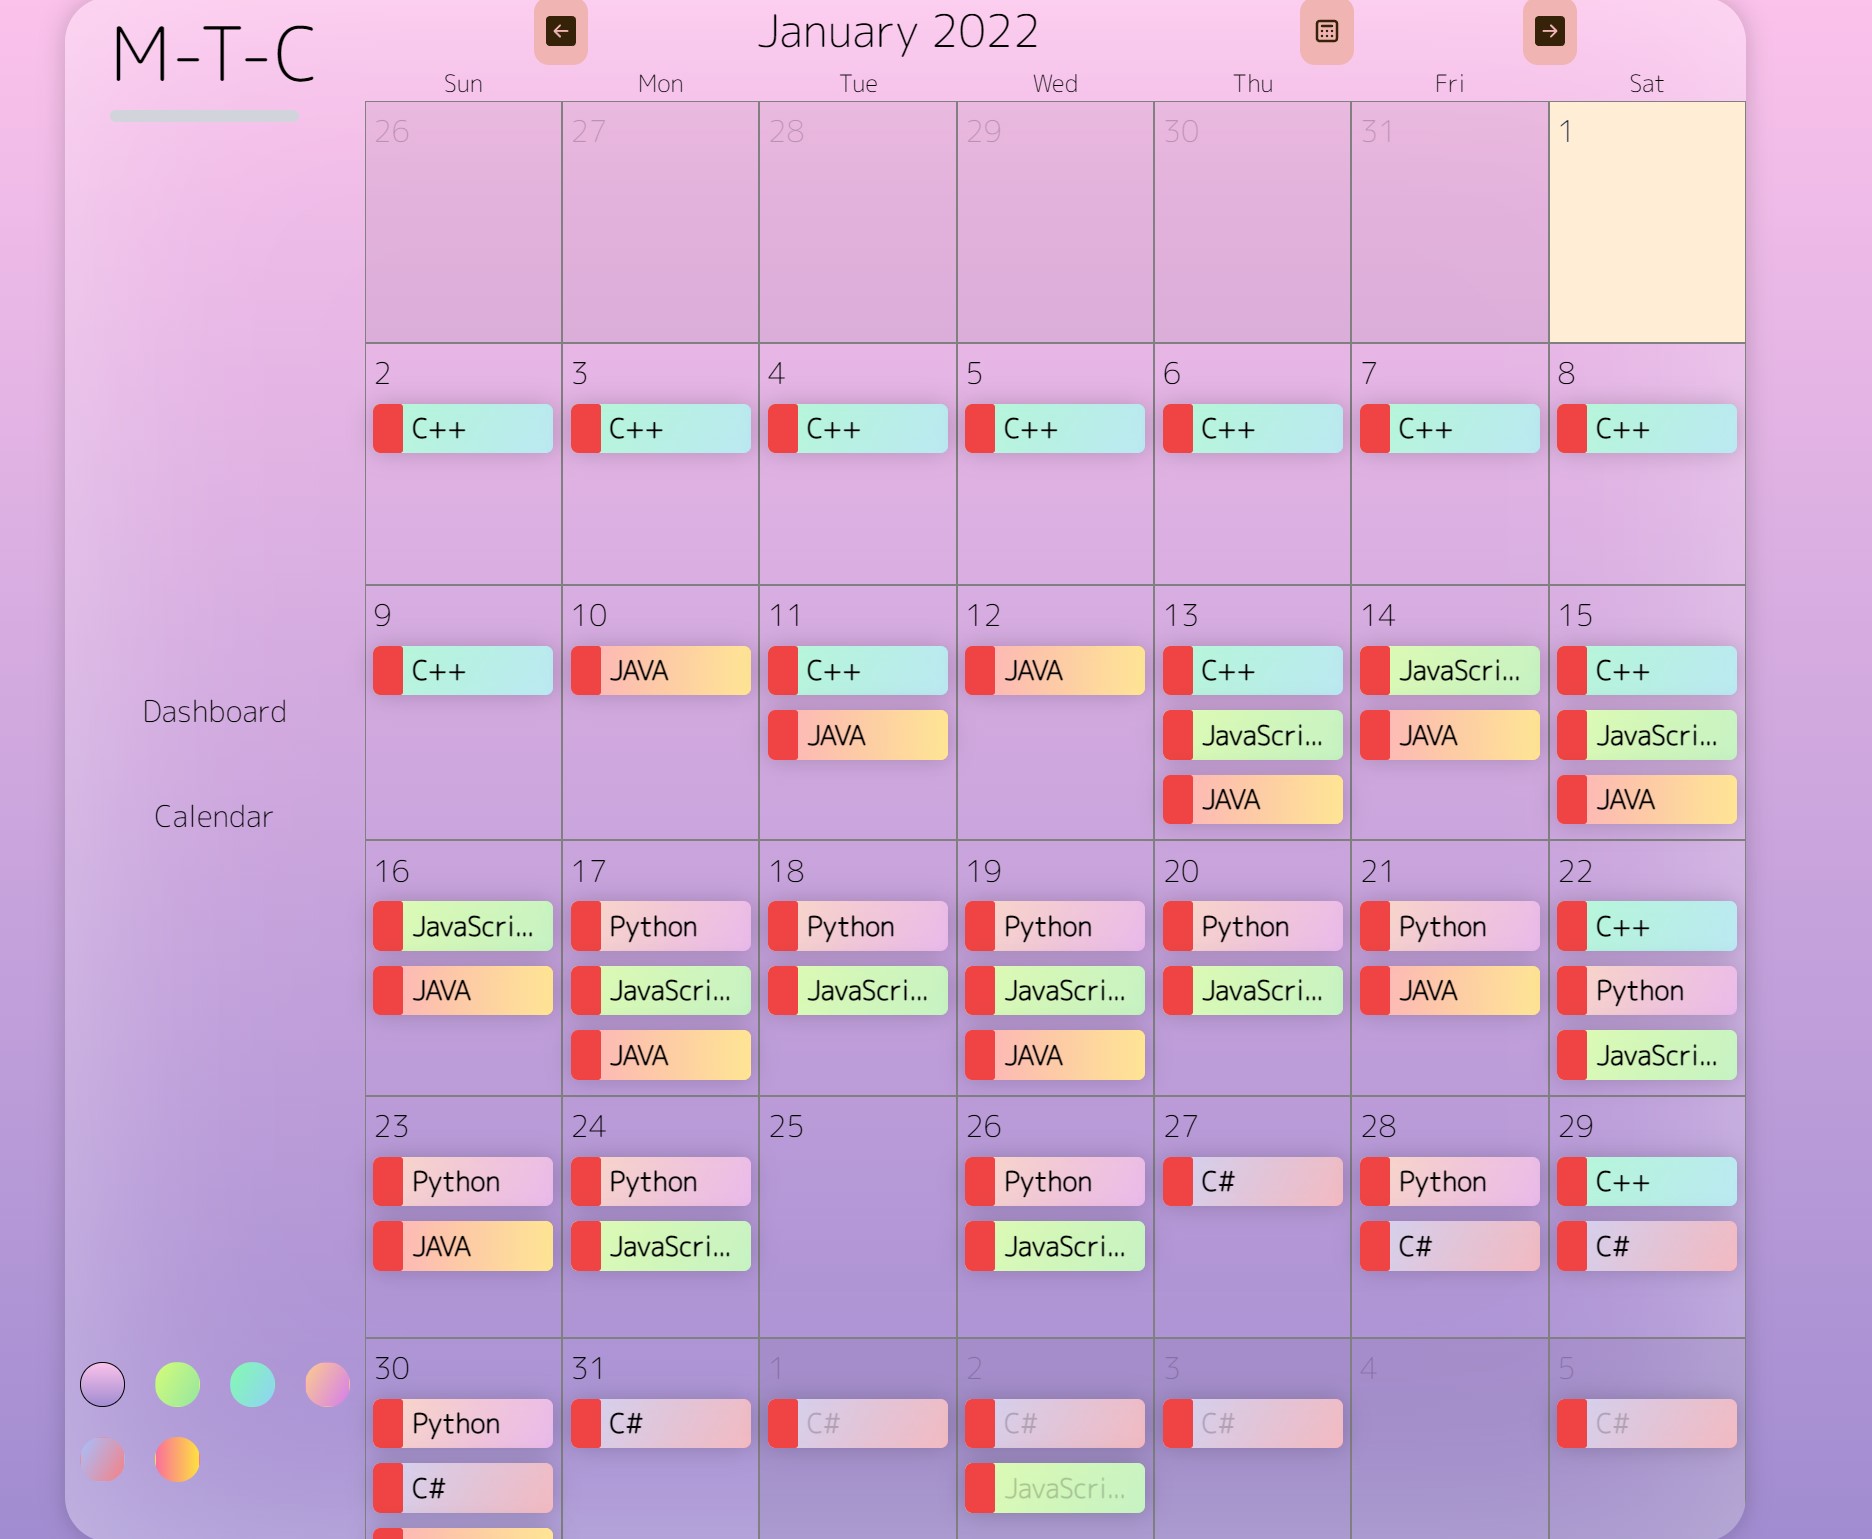 M-T-C
January 2022
Sun Mon Tue Wed Thu Fri Sat
26 27 28 29 30 31 1
2 3 4 5 6 7 8
C++ C++ C++ C++ C++ C++ C++
9 10 11 12 13 14 15
C++ JAVA C++ JAVA C++ JavaScri... C++
JAVA JavaScri... JAVA JavaScri...
JAVA JAVA
Dashboard
Calendar
16 17 18 19 20 21 22
JavaScri... Python Python Python Python Python C++
JAVA JavaScri... JavaScri... JavaScri... JavaScri... JAVA Python
JAVA JAVA JavaScri...
23 24 25 26 27 28 29
Python Python Python C# Python C++
JAVA JavaScri... JavaScri... C# C#
30 31 1 2 3 4 5
Python C# C# C# C# C#
C# JavaScri...